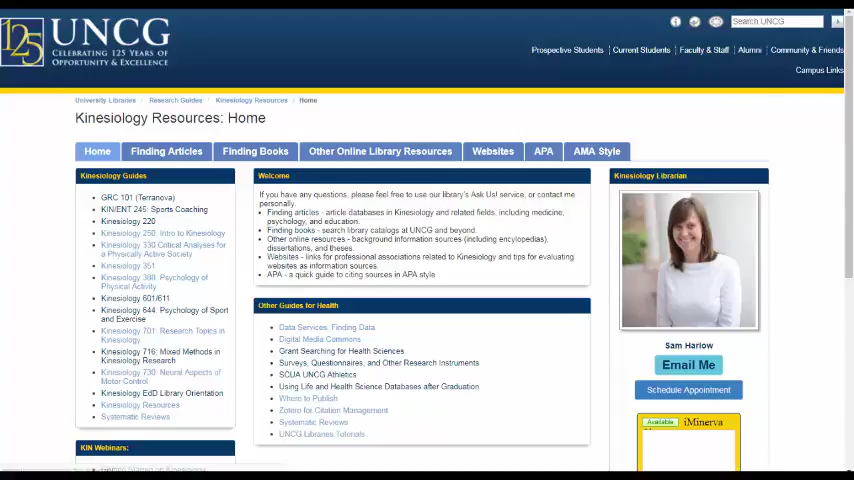 125
UNCG
CELEBRATING 125 YEARS OF
OPPORTUNITY & EXCELLENCE
Search UNCG
Prospective Students
Current Students
Faculty & Staff
Alumni
Community & Friends
Campus Links
University Libraries / Research Guides / Kinesiology Resources / Home
Kinesiology Resources: Home
Home
Finding Articles
Finding Books
Other Online Library Resources
Websites
APA
AMA Style
Kinesiology Guides
GRC 101 (Terranova)
KIN/ENT 245: Sports Coaching
Kinesiology 220
Kinesiology 250: Intro to Kinesiology
Kinesiology 330 Critical Analyses for
a Physically Active Society
Kinesiology 351
Kinesiology 388: Psychology of
Physical Activity
Kinesiology 601/611
Kinesiology 644: Psychology of Sport
and Exercise
Kinesiology 701: Research Topics in
Kinesiology
Kinesiology 716: Mixed Methods in
Kinesiology Research
Kinesiology 730: Neural Aspects of
Motor Control
Kinesiology EdD Library Orientation
Kinesiology Resources
Systematic Reviews
KIN Webinars:
Welcome
If you have any questions, please feel free to use our library's Ask Us! service, or contact me
personally.
Finding articles - article databases in Kinesiology and related fields, including medicine,
psychology, and education.
Finding books - search library catalogs at UNCG and beyond.
Other online resources - background information sources (including encylopedias),
dissertations, and theses.
Websites - links for professional associations related to Kinesiology and tips for evaluating
websites as information sources.
APA - a quick guide to citing sources in APA style
Other Guides for Health
Data Services: Finding Data
Digital Media Commons
Grant Searching for Health Sciences
Surveys, Questionnaires, and Other Research Instruments
SCUA UNCG Athletics
Using Life and Health Science Databases after Graduation
Where to Publish
Zotero for Citation Management
Systematic Reviews
UNCG Libraries Tutorials
Kinesiology Librarian
Sam Harlow
Email Me
Schedule Appointment
Available
iMinerva